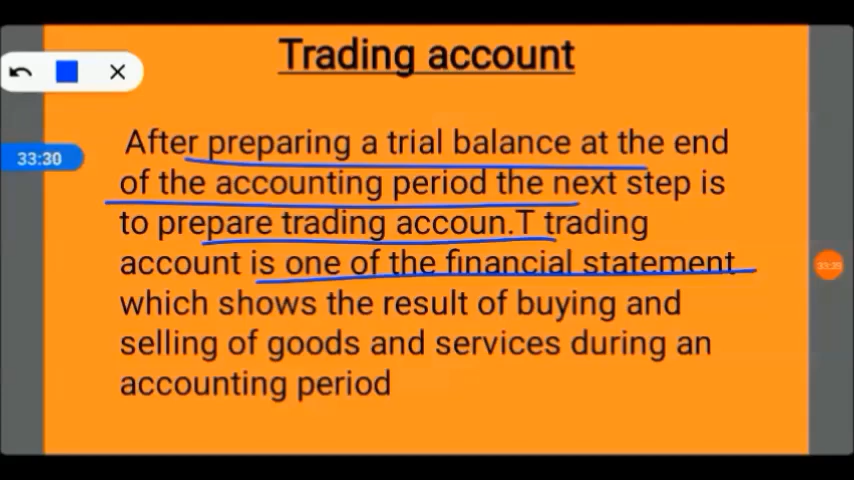 Trading account
After preparing a trial balance at the end
33:30
of the accounting period the next step is
to prepare trading accoun.T trading
account is one of the financial statement
33:39
which shows the result of buying and
selling of goods and services during an
accounting period